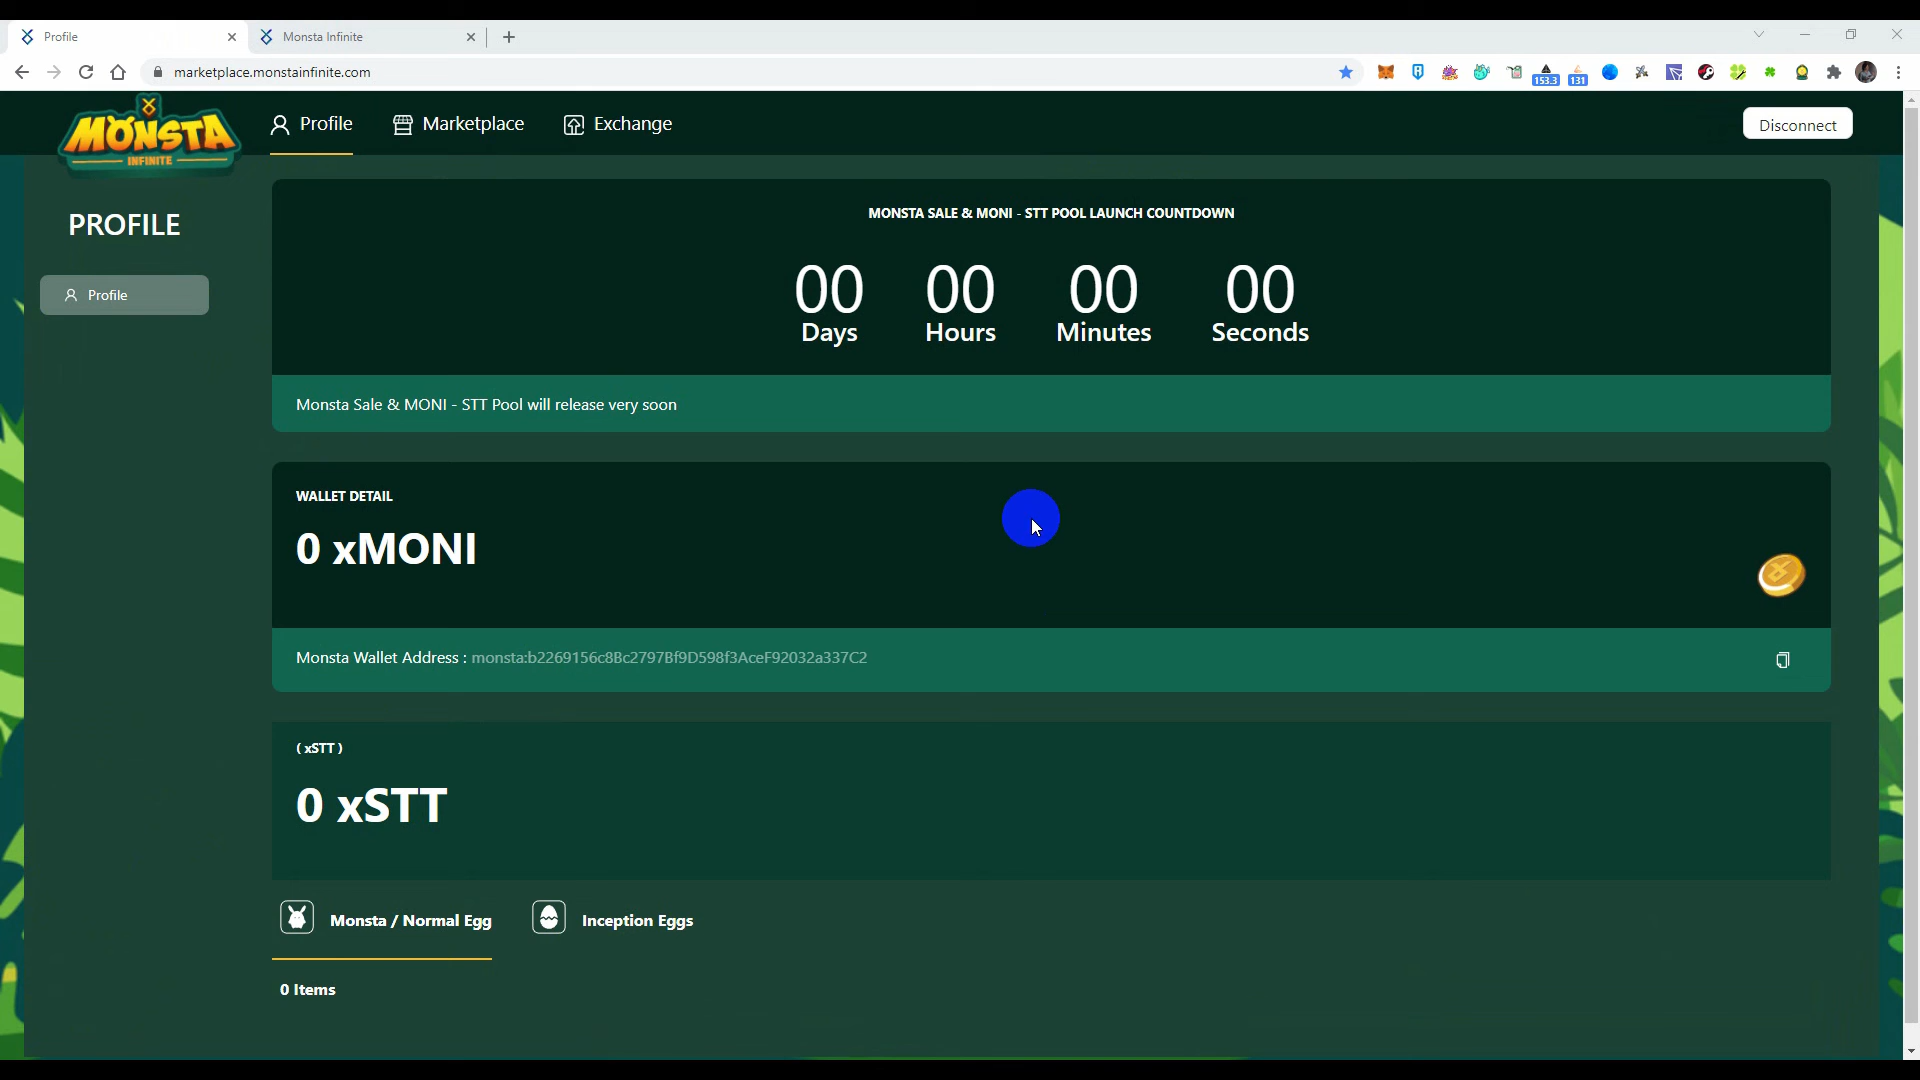 Profile
Monsta Infinite
marketplace.monstainfinite.com
153.3
131
MONSTA
INFINITE
Profile
Marketplace
Exchange
Disconnect
PROFILE
Profile
MONSTA SALE & MONI - STT POOL LAUNCH COUNTDOWN
00 00 00 00
Days Hours Minutes Seconds
Monsta Sale & MONI - STT Pool will release very soon
WALLET DETAIL
0 xMONI
Monsta Wallet Address : monsta:b2269156c8Bc2797Bf9D598f3AceF92032a337C2
( xSTT )
0 xSTT
Monsta / Normal Egg
Inception Eggs
0 Items